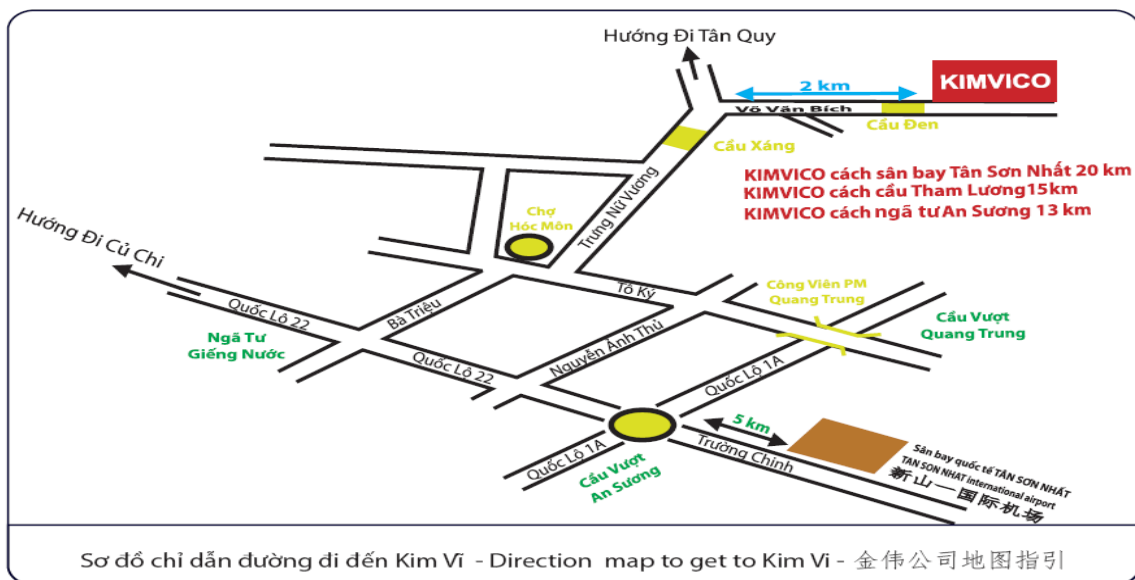 Hướng Đi Tân Quy
KIMVICO
2 km
Võ Văn Bích
Cầu Đen
Cầu Xáng
KIMVICO cách sân bay Tân Sơn Nhất 20 km
KIMVICO cách cầu Tham Lương15km
KIMVICO cách ngã tư An Sương 13 km
Trưng Nữ Vương
Chợ
Hóc Môn
Hướng Đi Củ Chi
Tô Ký
Công Viên PM
Quang Trung
Cầu Vượt
Quang Trung
Quốc Lộ 22
Bà Triệu
Ngã Tư
Giếng Nước
Nguyễn Ảnh Thủ
Quốc Lộ 22
Quốc Lộ 1A
5 km
Trường Chinh
Quốc Lộ 1A
Cầu Vượt
An Sương
Sân bay quốc tế TÂN SƠN NHẤT
TAN SON NHAT international airport
新山一国际机场
Sơ đồ chỉ dẫn đường đi đến Kim Vĩ - Direction map to get to Kim Vi - 金伟公司地图指引